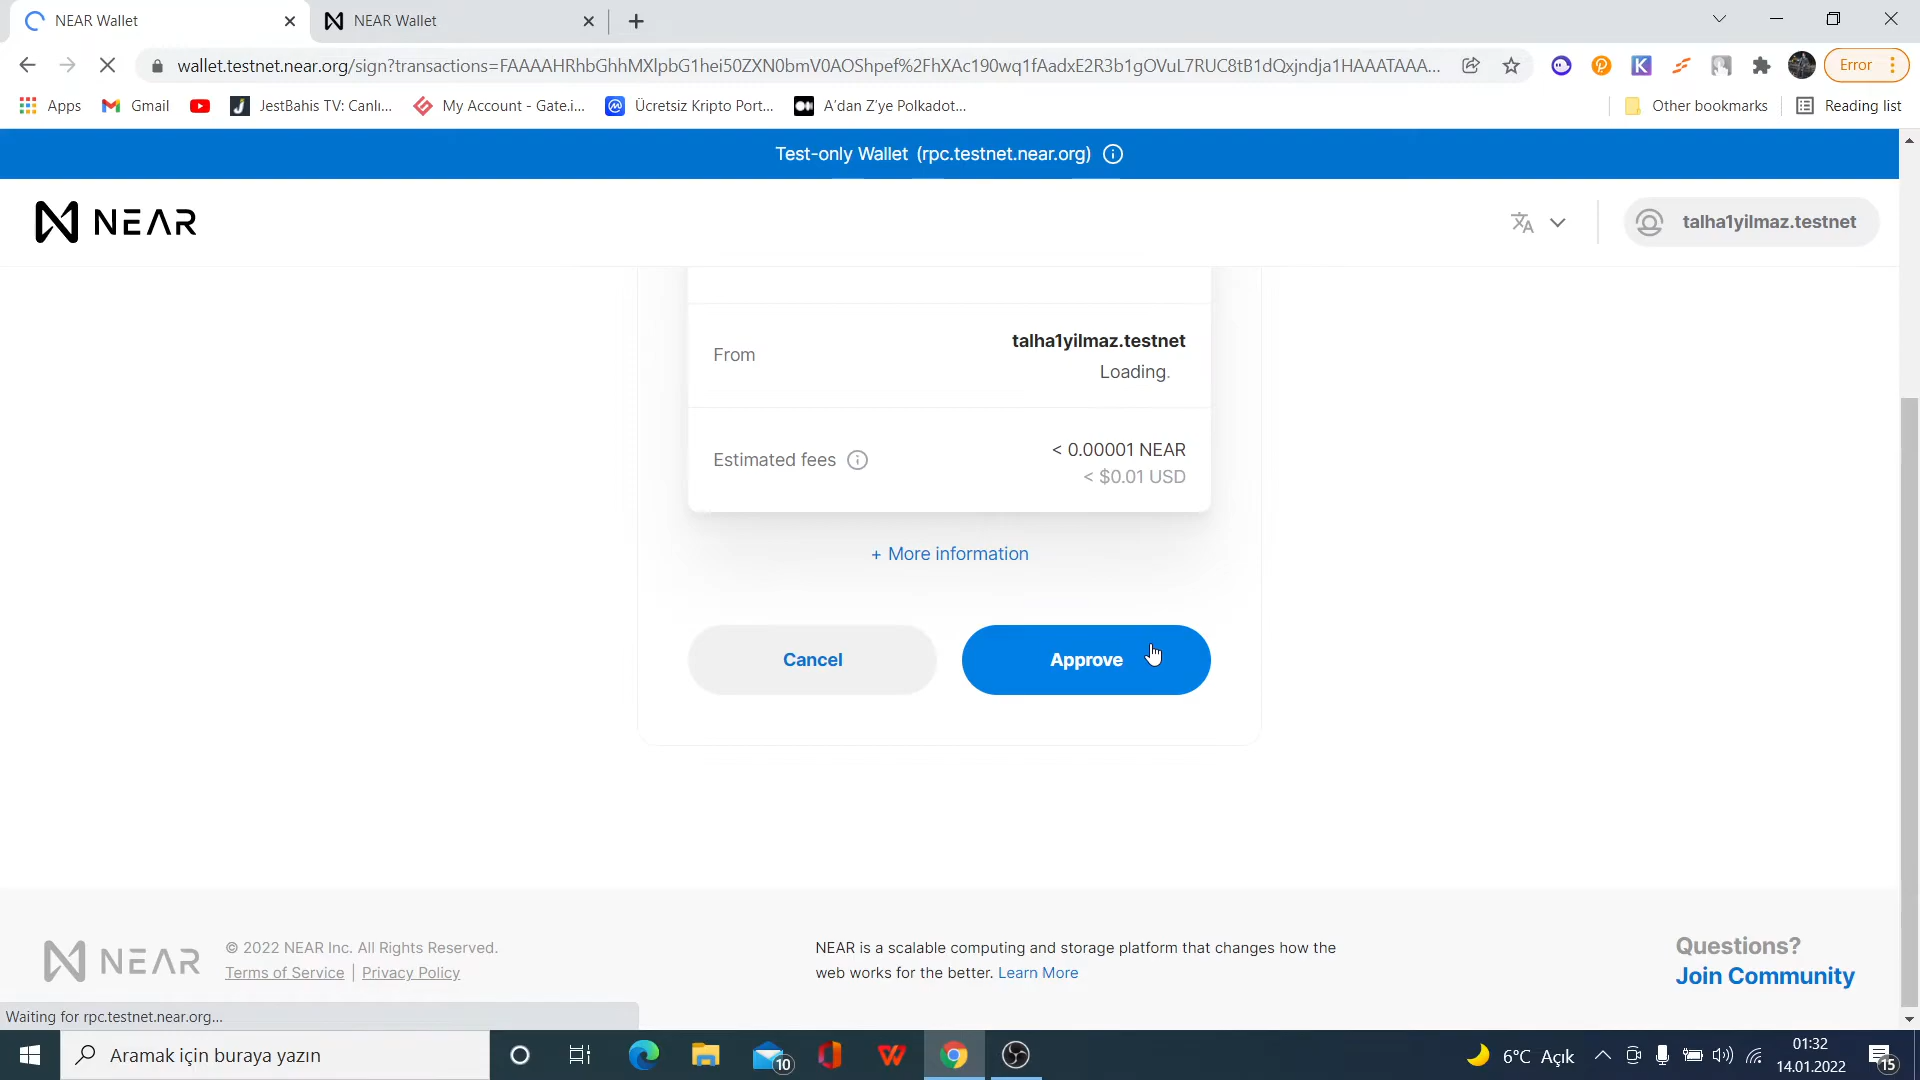 NEAR Wallet
NEAR Wallet
wallet.testnet.near.org/sign?transactions=FAAAAHRhbGhhMXlpbG1hei50ZXN0bmV0AOShpef%2FhXAc190wq1fAadxE2R3b1gOVuL7RUC8tB1dQxjndja1HAAATAAA...
Error
Apps
Gmail
JestBahis TV: Canlı...
My Account - Gate.i...
Ücretsiz Kripto Port...
A'dan Z'ye Polkadot...
Other bookmarks
Reading list
Test-only Wallet (rpc.testnet.near.org)
NEAR
talha1yilmaz.testnet
From
talha1yilmaz.testnet
Loading.
Estimated fees
< 0.00001 NEAR
< $0.01 USD
+ More information
Cancel
Approve
NEAR
© 2022 NEAR Inc. All Rights Reserved.
Terms of Service | Privacy Policy
NEAR is a scalable computing and storage platform that changes how the
web works for the better. Learn More
Questions?
Join Community
Waiting for rpc.testnet.near.org...
Aramak için buraya yazın
10
6°C Açık
01:32
14.01.2022
15